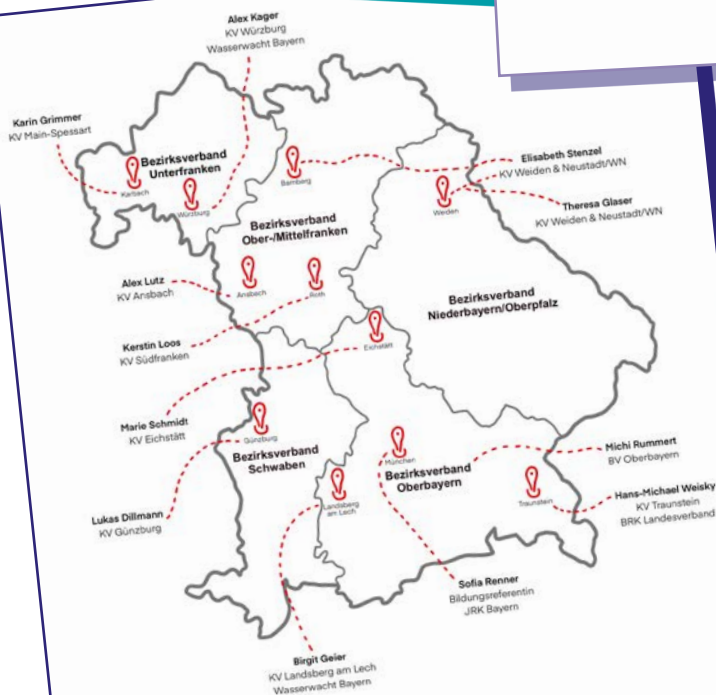 Alex Kager
KV Würzburg
Wasserwacht Bayern
Karin Grimmer
KV Main-Spessart
Bezirksverband
Unterfranken
Karbach
Würzburg
Bamberg
Elisabeth Stenzel
KV Weiden & Neustadt/WN
Weiden
Theresa Glaser
KV Weiden & Neustadt/WN
Bezirksverband
Ober-/Mittelfranken
Alex Lutz
KV Ansbach
Ansbach
Roth
Bezirksverband
Niederbayern/Oberpfalz
Kerstin Loos
KV Südfranken
Eichstätt
Marie Schmidt
KV Eichstätt
Günzburg
Bezirksverband
Schwaben
München
Bezirksverband
Oberbayern
Michi Rummert
BV Oberbayern
Landsberg
am Lech
Traunstein
Hans-Michael Weisky
KV Traunstein
BRK Landesverband
Lukas Dillmann
KV Günzburg
Sofia Renner
Bildungsreferentin
JRK Bayern
Birgit Geier
KV Landsberg am Lech
Wasserwacht Bayern